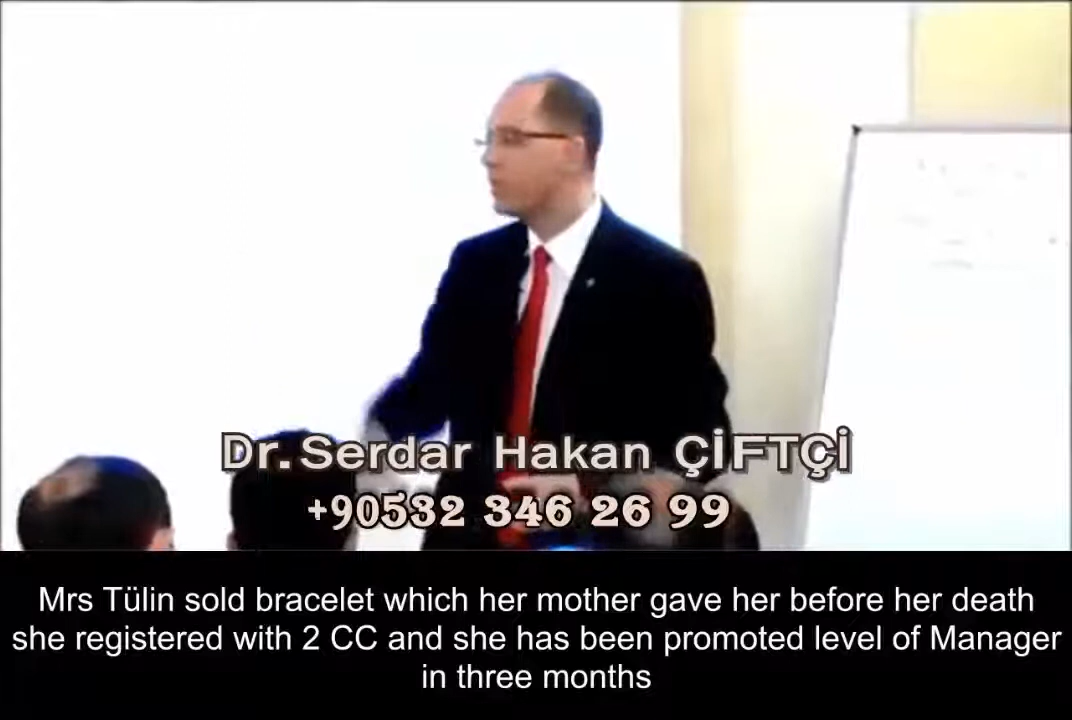 Dr. Serdar Hakan ÇİFTÇİ
+90532 346 26 99
Mrs Tülin sold bracelet which her mother gave her before her death
she registered with 2 CC and she has been promoted level of Manager
in three months